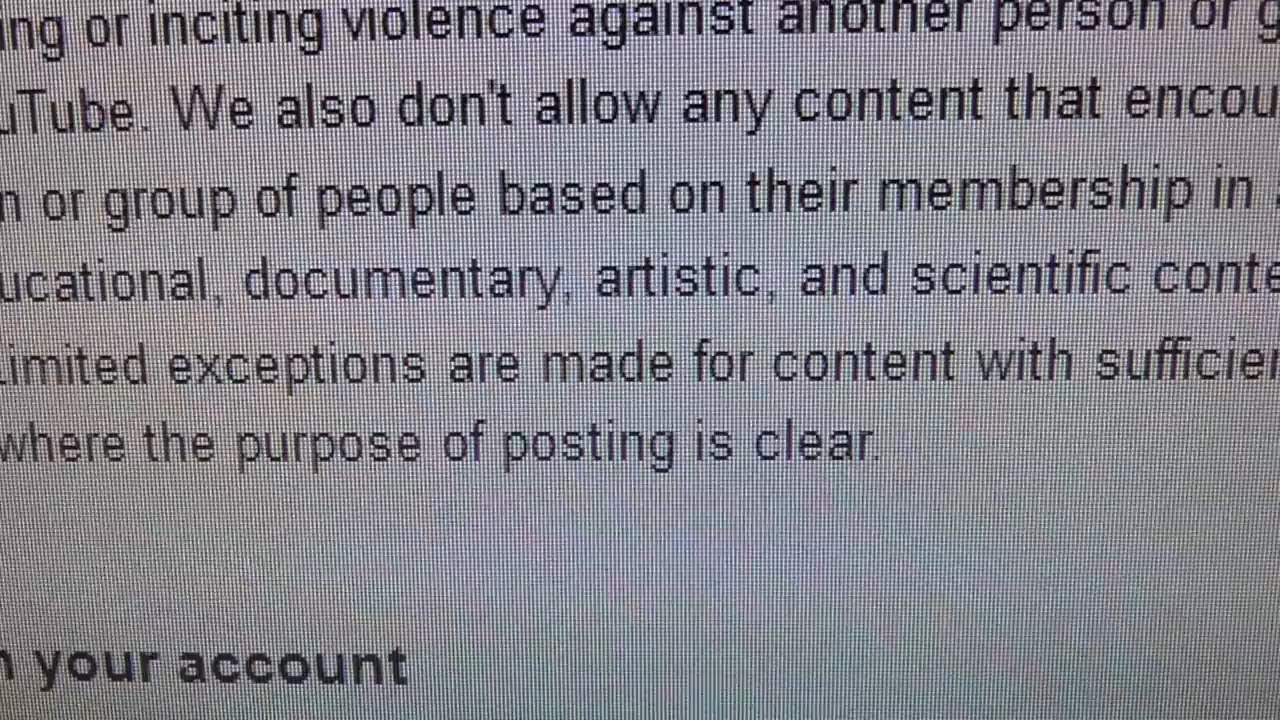 ing or inciting violence against another person or g
uTube. We also don't allow any content that encou
n or group of people based on their membership in
ucational, documentary, artistic, and scientific conte
Limited exceptions are made for content with sufficien
where the purpose of posting is clear.
n your account